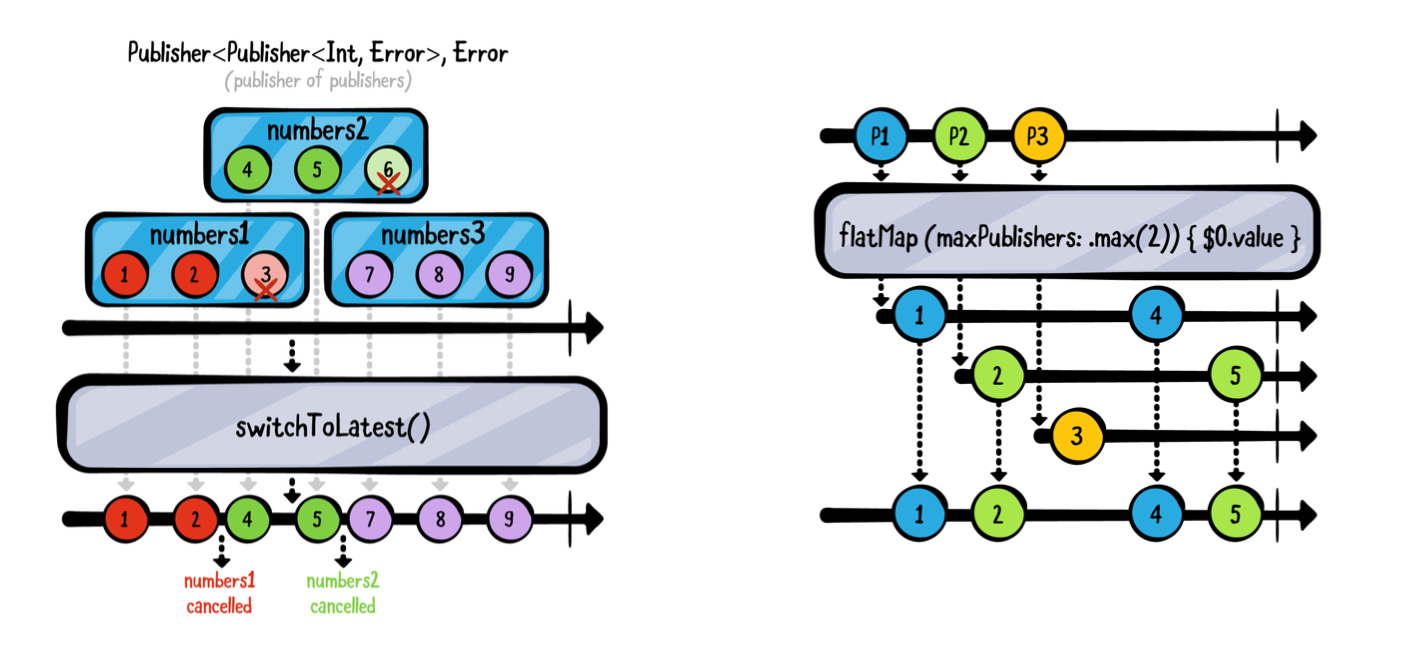 Publisher<Publisher<Int, Error>, Error
(publisher of publishers)
numbers2
4 5 6
numbers1
1 2 3
numbers3
7 8 9
switchToLatest()
1 2 4 5 7 8 9
numbers1
cancelled
numbers2
cancelled
P1 P2 P3
flatMap (maxPublishers: .max(2)) { $0.value }
1 4
2 5
3
1 2 4 5